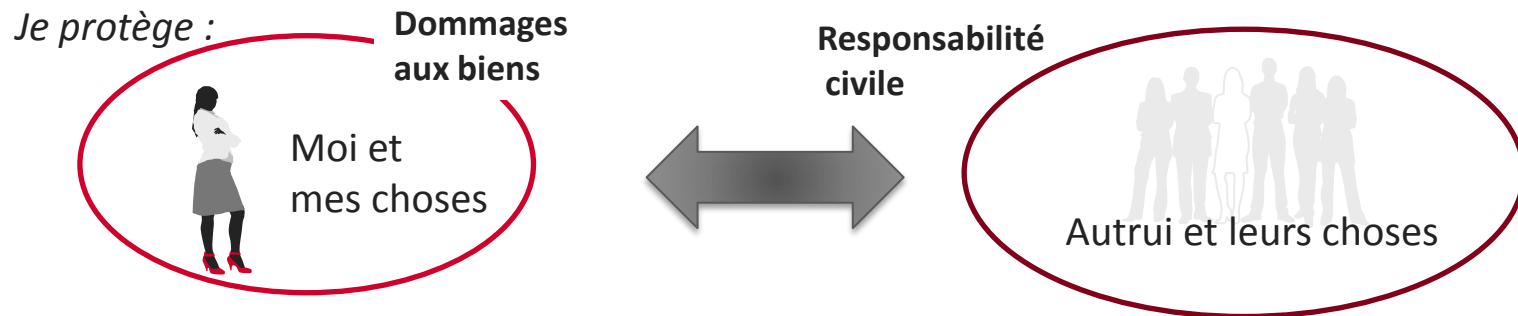 Je protège :
Dommages
aux biens
Moi et
mes choses
Responsabilité
civile
Autrui et leurs choses